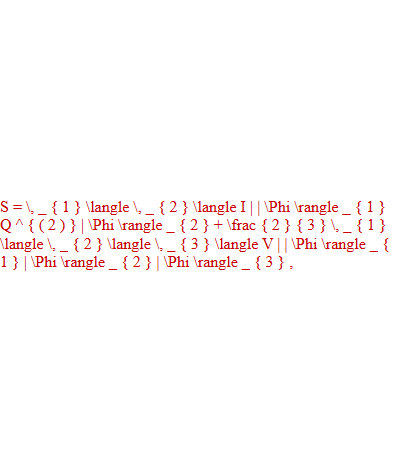 S = \, _ { 1 } \langle \, _ { 2 } \langle I | | \Phi \rangle _ { 1 }
Q ^ { ( 2 ) } | \Phi \rangle _ { 2 } + \frac { 2 } { 3 } \, _ { 1 }
\langle \, _ { 2 } \langle \, _ { 3 } \langle V | | \Phi \rangle _ {
1 } | \Phi \rangle _ { 2 } | \Phi \rangle _ { 3 } ,